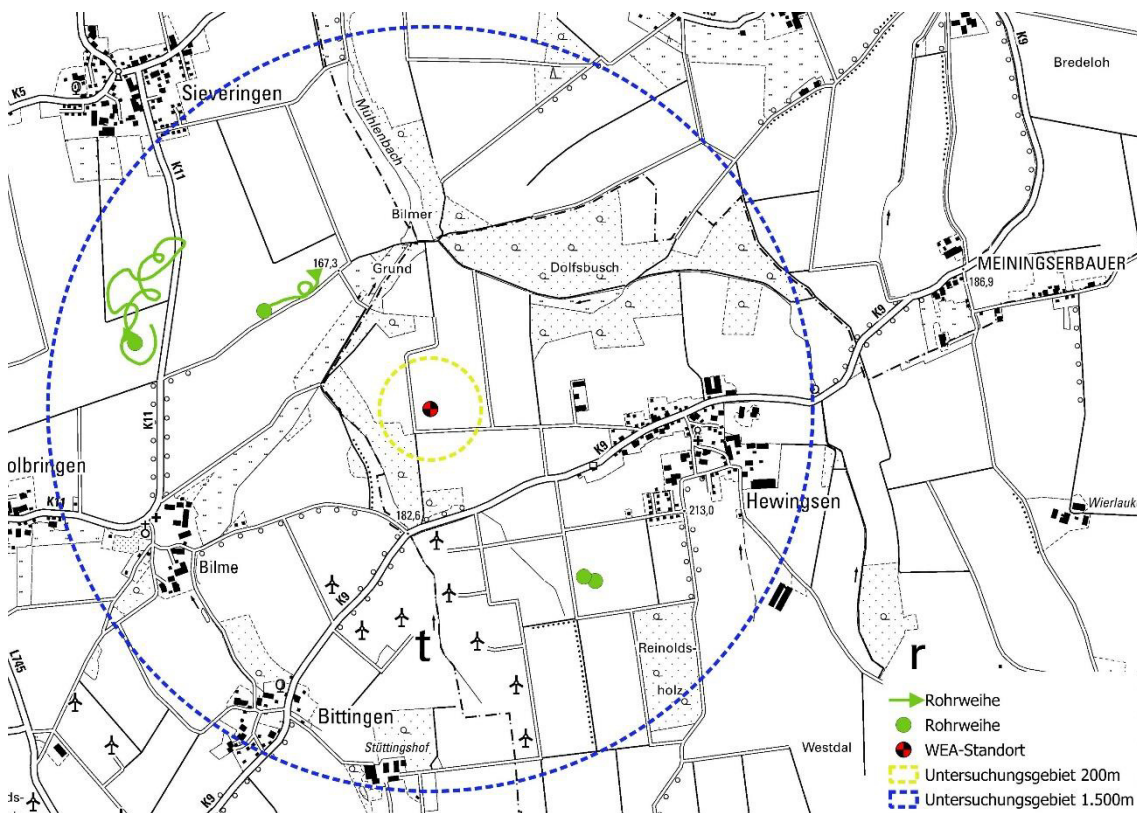 K5
Sieveringen
K9
Bredeloh
Mühlenbach
K11
Bilmer
Grund
167,3
Dolfsbusch
MEININGSERBAUER
186,9
K9
K11
olbringen
K11
K9
Hewingsen
Wierlauk
182,6
213,0
Bilme
K9
t
r
Reinolds-
holz
L745
Bittingen
Stüttingshof
Westdal
K9
ds-
Rohrweihe
Rohrweihe
WEA-Standort
Untersuchungsgebiet 200m
Untersuchungsgebiet 1.500m